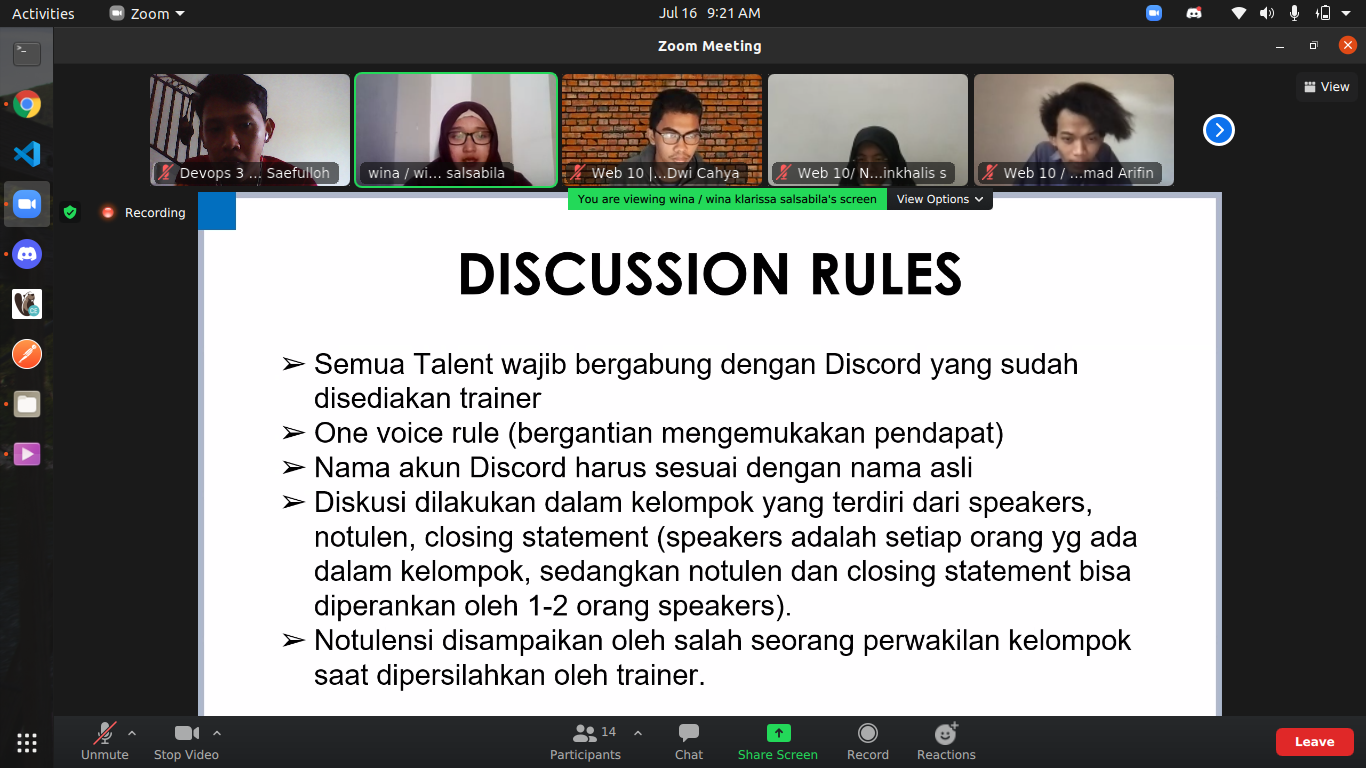 Activities Zoom Jul 16 9:21 AM
Zoom Meeting
View
Devops 3 ... Saefulloh
wina / wi... salsabila
Web 10 |...Dwi Cahya
Web 10/ N...inkhalis s
Web 10 / ...mad Arifin
Recording
You are viewing wina / wina klarissa salsabila's screen View Options
DISCUSSION RULES
➢ Semua Talent wajib bergabung dengan Discord yang sudah
disediakan trainer
➢ One voice rule (bergantian mengemukakan pendapat)
➢ Nama akun Discord harus sesuai dengan nama asli
➢ Diskusi dilakukan dalam kelompok yang terdiri dari speakers,
notulen, closing statement (speakers adalah setiap orang yg ada
dalam kelompok, sedangkan notulen dan closing statement bisa
diperankan oleh 1-2 orang speakers).
➢ Notulensi disampaikan oleh salah seorang perwakilan kelompok
saat dipersilahkan oleh trainer.
Unmute
Stop Video
14
Participants
Chat
Share Screen
Record
Reactions
Leave